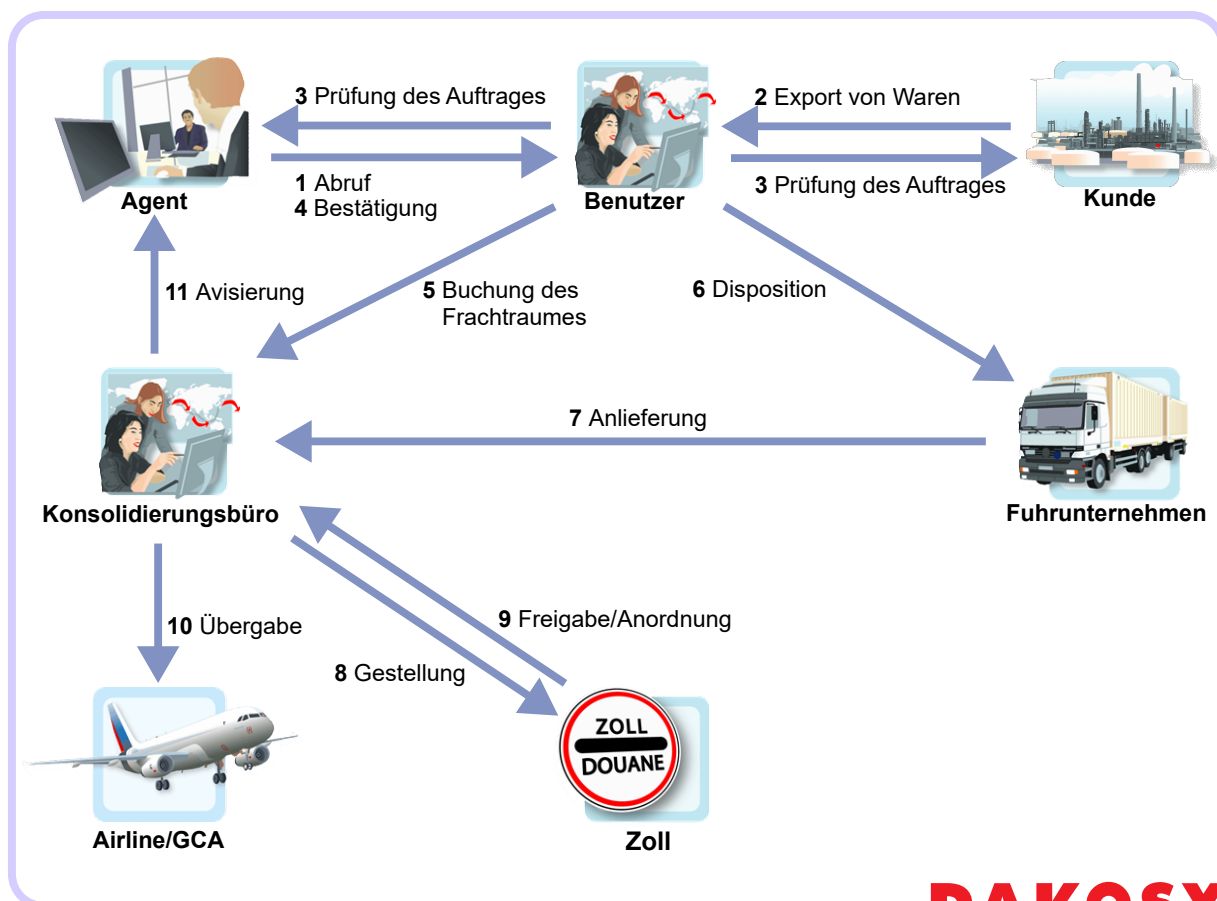 3 Prüfung des Auftrages
2 Export von Waren
1 Abruf
4 Bestätigung
3 Prüfung des Auftrages
Agent
Benutzer
Kunde
11 Avisierung
5 Buchung des
Frachtraumes
6 Disposition
7 Anlieferung
Konsolidierungsbüro
Fuhrunternehmen
10 Übergabe
9 Freigabe/Anordnung
8 Gestellung
ZOLL
DOUANE
Airline/GCA
Zoll
DAKOSY